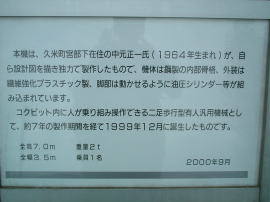 本機は、久米町宮部下在住の中元正一氏(1964年生まれ)が、自
ら設計図を描き独力で製作したもので、機体は鋼製の内部骨格、外装は
繊維強化プラスチック製、脚部は動かせるように油圧シリンダー等が組
み込まれています。
コクピット内に人が乗り組み操作できる二足歩行型有人汎用機械とし
て、約7年の製作期間を経て1999年12月に誕生したものです。
全高7.0m 重量2t
全幅3.5m 乗員1名
2000年9月